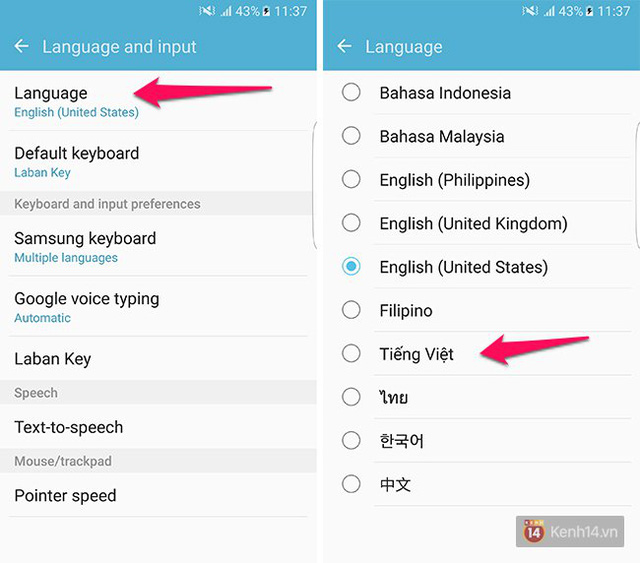 43% 11:37
Language and input
Language
English (United States)
Default keyboard
Laban Key
Keyboard and input preferences
Samsung keyboard
Multiple languages
Google voice typing
Automatic
Laban Key
Speech
Text-to-speech
Mouse/trackpad
Pointer speed
43% 11:37
Language
Bahasa Indonesia
Bahasa Malaysia
English (Philippines)
English (United Kingdom)
English (United States)
Filipino
Tiếng Việt
ไทย
한국어
中文
14 Kenh14.vn